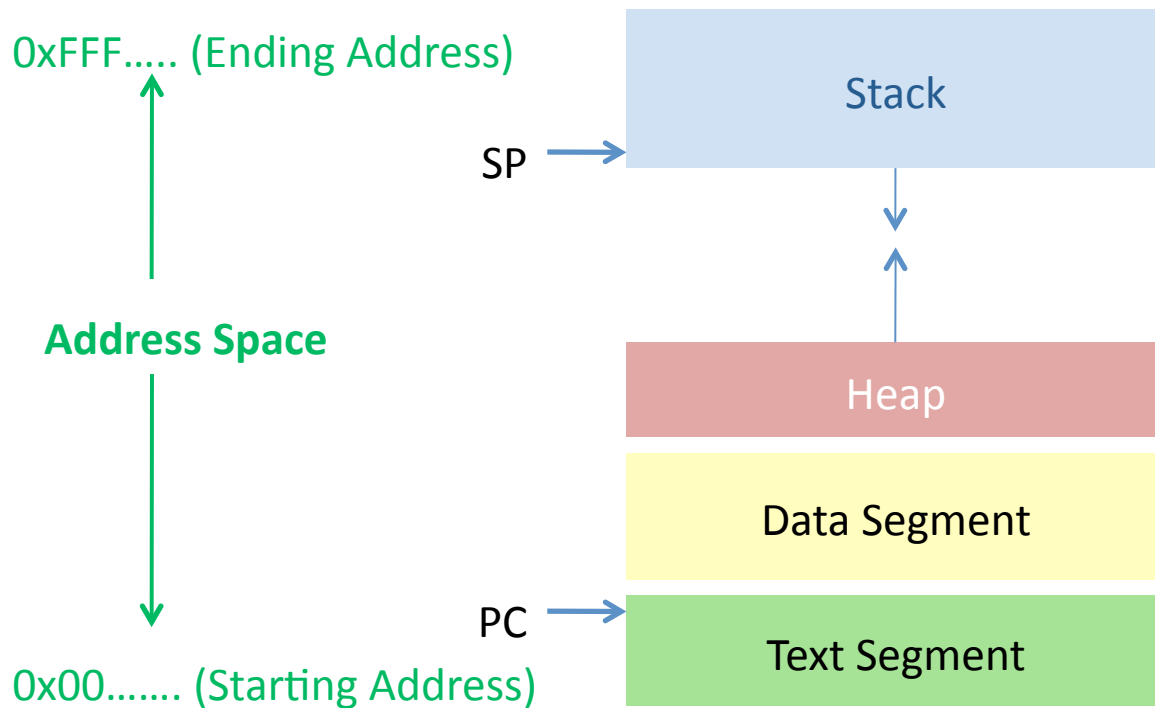 0xFFF….. (Ending Address)
Stack
SP
Address Space
Heap
Data Segment
PC
Text Segment
0x00……. (Starting Address)